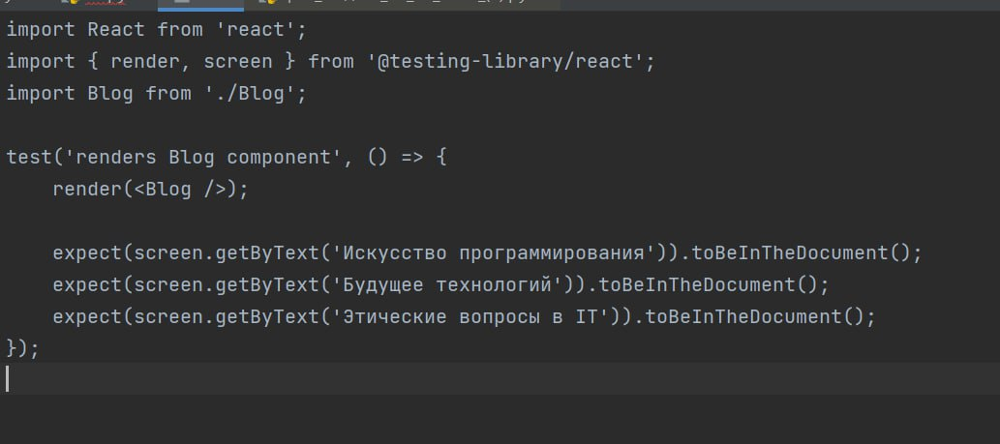 import React from 'react';
import { render, screen } from '@testing-library/react';
import Blog from './Blog';
test('renders Blog component', () => {
render(<Blog />);
expect(screen.getByText('Искусство программирования')).toBeInTheDocument();
expect(screen.getByText('Будущее технологий')).toBeInTheDocument();
expect(screen.getByText('Этические вопросы в IT')).toBeInTheDocument();
});